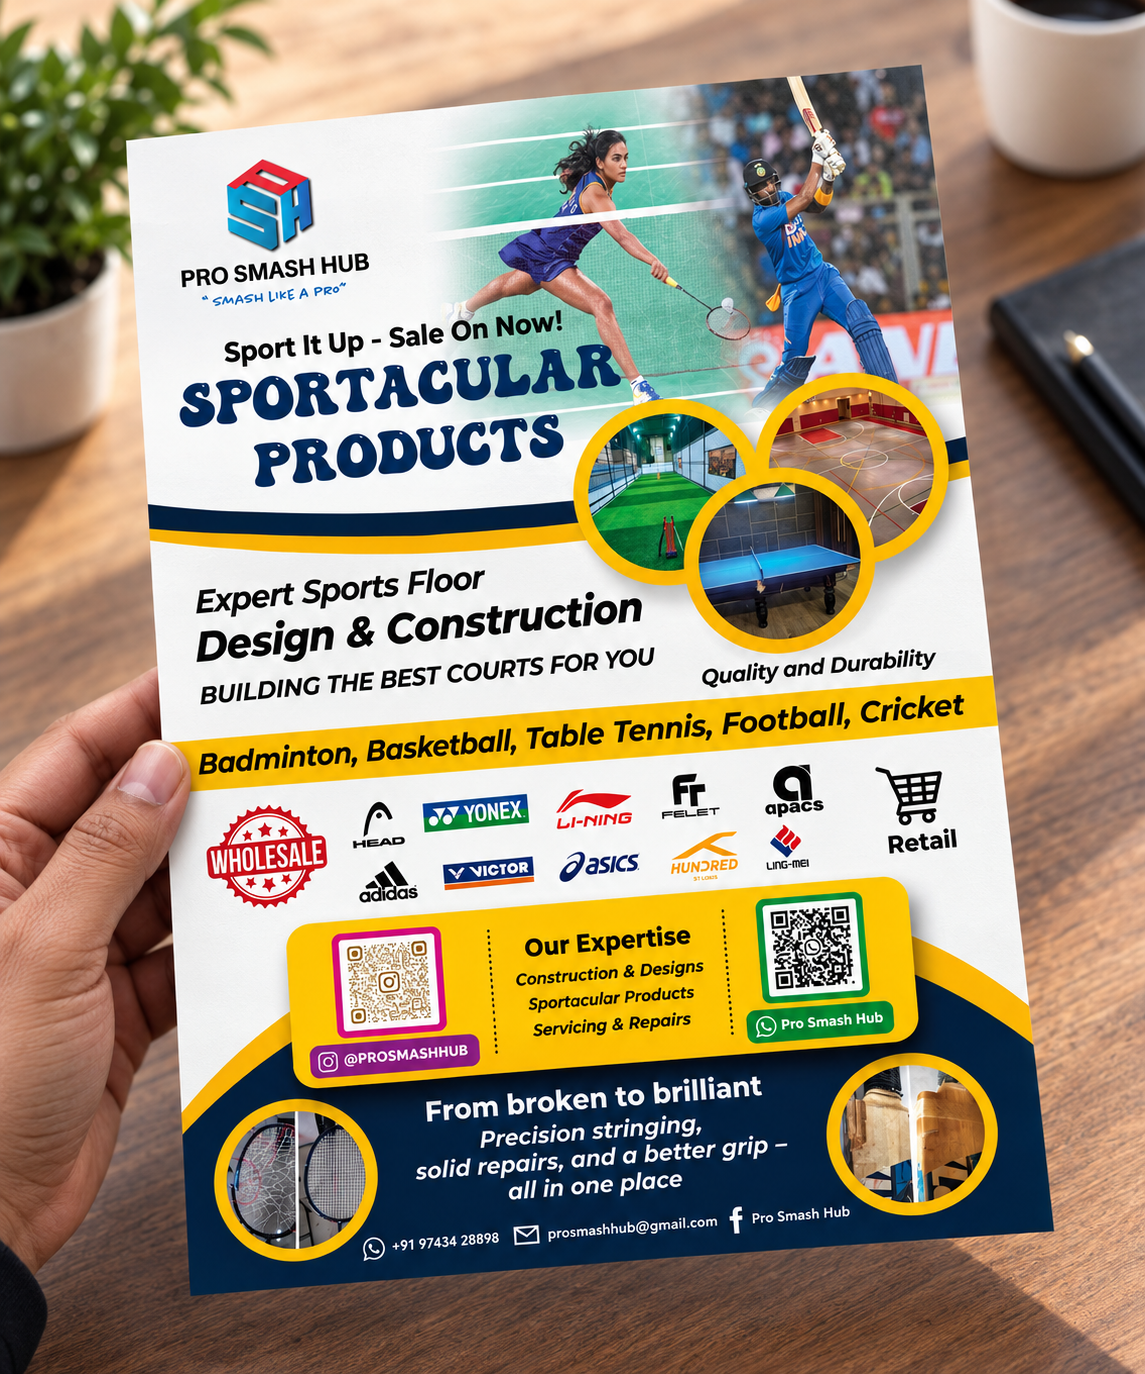 PRO SMASH HUB
"SMASH LIKE A PRO"
Sport It Up - Sale On Now!
SPORTACULAR
PRODUCTS
Expert Sports Floor
Design & Construction
BUILDING THE BEST COURTS FOR YOU
Quality and Durability
Badminton, Basketball, Table Tennis, Football, Cricket
WHOLESALE
HEAD
YONEX
LI-NING
FELET
apacs
Retail
adidas
VICTOR
asics
HUNDRED
ST LOUIS
LING-MEI
Our Expertise
Construction & Designs
Sportacular Products
Servicing & Repairs
@PROSMASHHUB
Pro Smash Hub
From broken to brilliant
Precision stringing,
solid repairs, and a better grip –
all in one place
+91 97434 28898
prosmashhub@gmail.com
Pro Smash Hub